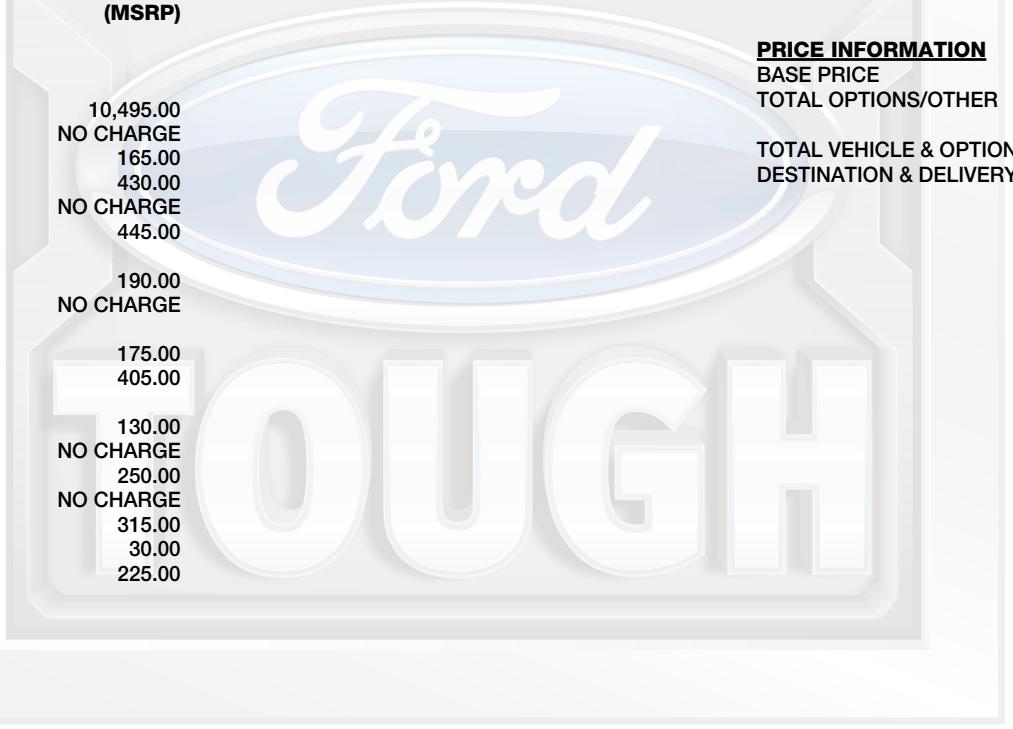 (MSRP)
10,495.00
NO CHARGE
165.00
430.00
NO CHARGE
445.00
190.00
NO CHARGE
175.00
405.00
130.00
NO CHARGE
250.00
NO CHARGE
315.00
30.00
225.00
PRICE INFORMATION
BASE PRICE
TOTAL OPTIONS/OTHER
TOTAL VEHICLE & OPTION
DESTINATION & DELIVERY
Ford
TOUGH